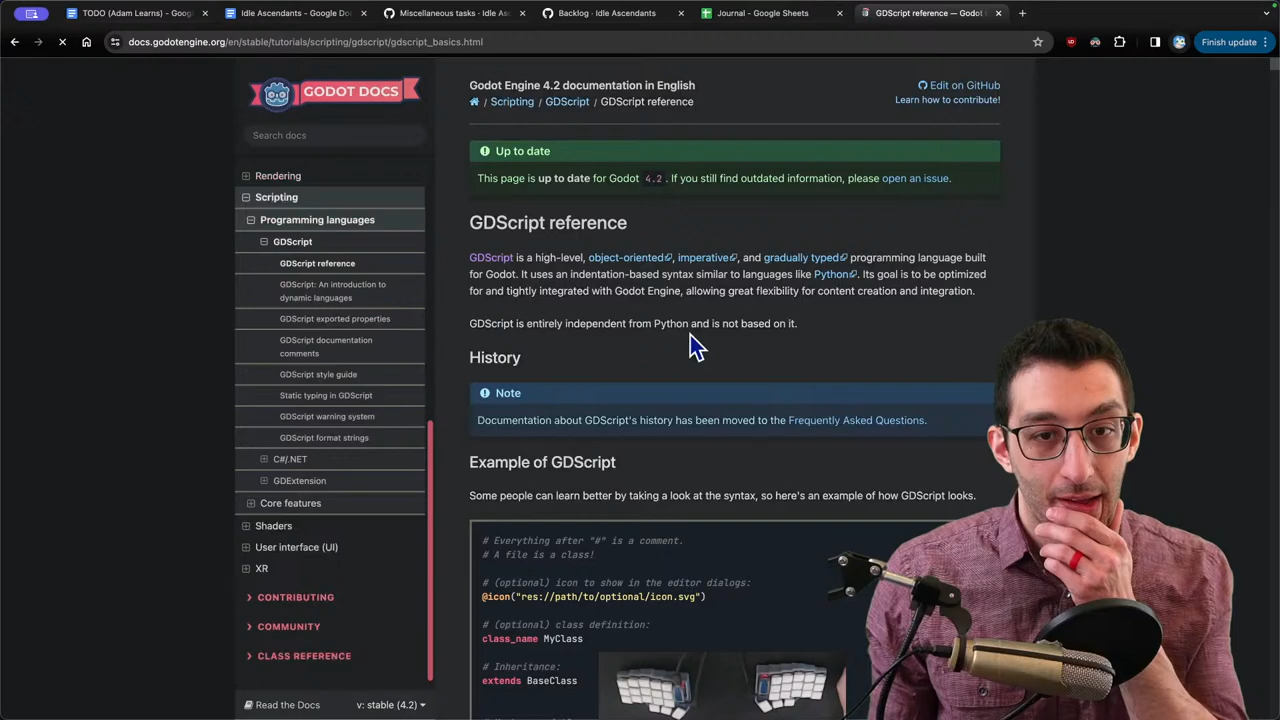 TODO (Adam Learns) - Goog
Idle Ascendants - Google Do
Miscellaneous tasks · Idle As
Backlog · Idle Ascendants
Journal - Google Sheets
GDScript reference — Godot
docs.godotengine.org/en/stable/tutorials/scripting/gdscript/gdscript_basics.html
Finish update
GODOT DOCS
Search docs
Rendering
Scripting
Programming languages
GDScript
GDScript reference
GDScript: An introduction to
dynamic languages
GDScript exported properties
GDScript documentation
comments
GDScript style guide
Static typing in GDScript
GDScript warning system
GDScript format strings
C#/.NET
GDExtension
Core features
Shaders
User interface (UI)
XR
CONTRIBUTING
COMMUNITY
CLASS REFERENCE
Read the Docs
v: stable (4.2)
Godot Engine 4.2 documentation in English
Edit on GitHub
/ Scripting / GDScript / GDScript reference
Learn how to contribute!
Up to date
This page is up to date for Godot 4.2. If you still find outdated information, please open an issue.
GDScript reference
GDScript is a high-level, object-oriented, imperative, and gradually typed programming language built
for Godot. It uses an indentation-based syntax similar to languages like Python. Its goal is to be optimized
for and tightly integrated with Godot Engine, allowing great flexibility for content creation and integration.
GDScript is entirely independent from Python and is not based on it.
History
Note
Documentation about GDScript's history has been moved to the Frequently Asked Questions.
Example of GDScript
Some people can learn better by taking a look at the syntax, so here's an example of how GDScript looks.
# Everything after "#" is a comment.
# A file is a class!
# (optional) icon to show in the editor dialogs:
@icon("res://path/to/optional/icon.svg")
# (optional) class definition:
class_name MyClass
# Inheritance:
extends BaseClass